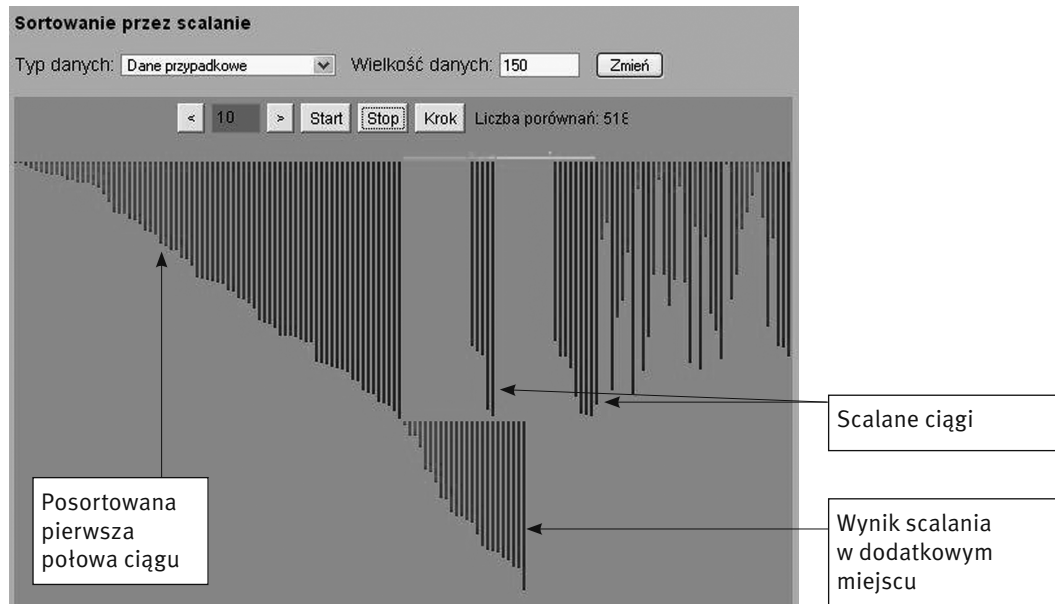 Sortowanie przez scalanie
Typ danych: Dane przypadkowe Wielkość danych: 150 Zmień
< 10 > Start Stop Krok Liczba porównań: 518
Scalane ciągi
Posortowana
pierwsza
połowa ciągu
Wynik scalania
w dodatkowym
miejscu